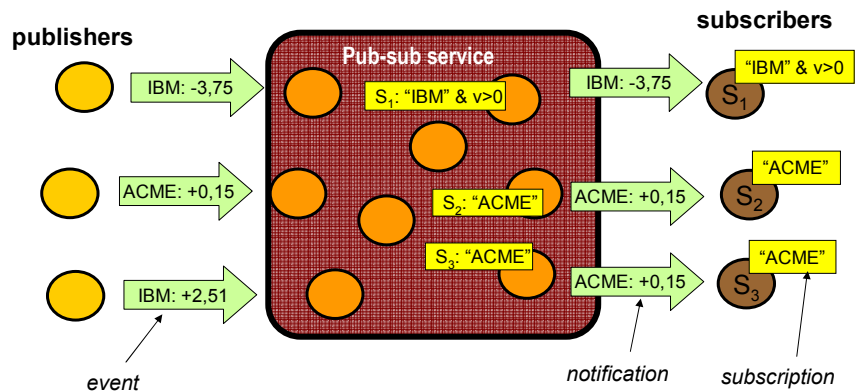 publishers
subscribers
Pub-sub service
IBM: -3,75
S1: “IBM” & v>0
IBM: -3,75
“IBM” & v>0
S1
ACME: +0,15
S2: “ACME”
ACME: +0,15
“ACME”
S2
IBM: +2,51
S3: “ACME”
ACME: +0,15
“ACME”
S3
event
notification
subscription